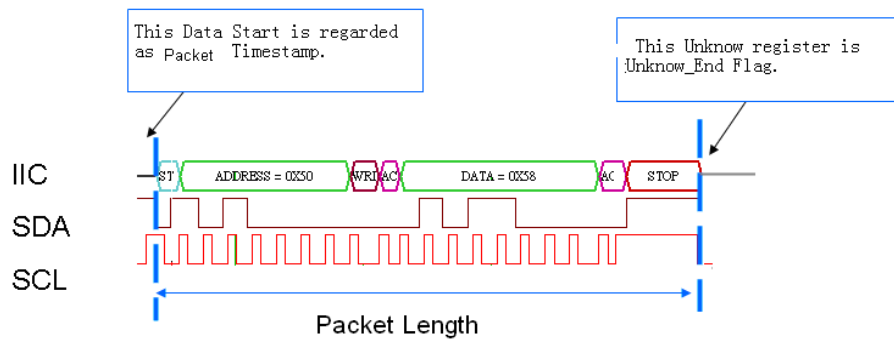 This Data Start is regarded
as Packet Timestamp.
This Unknow register is
Unknow_End Flag.
IIC
ST ADDRESS = 0X50 WRI AC DATA = 0X58 AC STOP
SDA
SCL
Packet Length